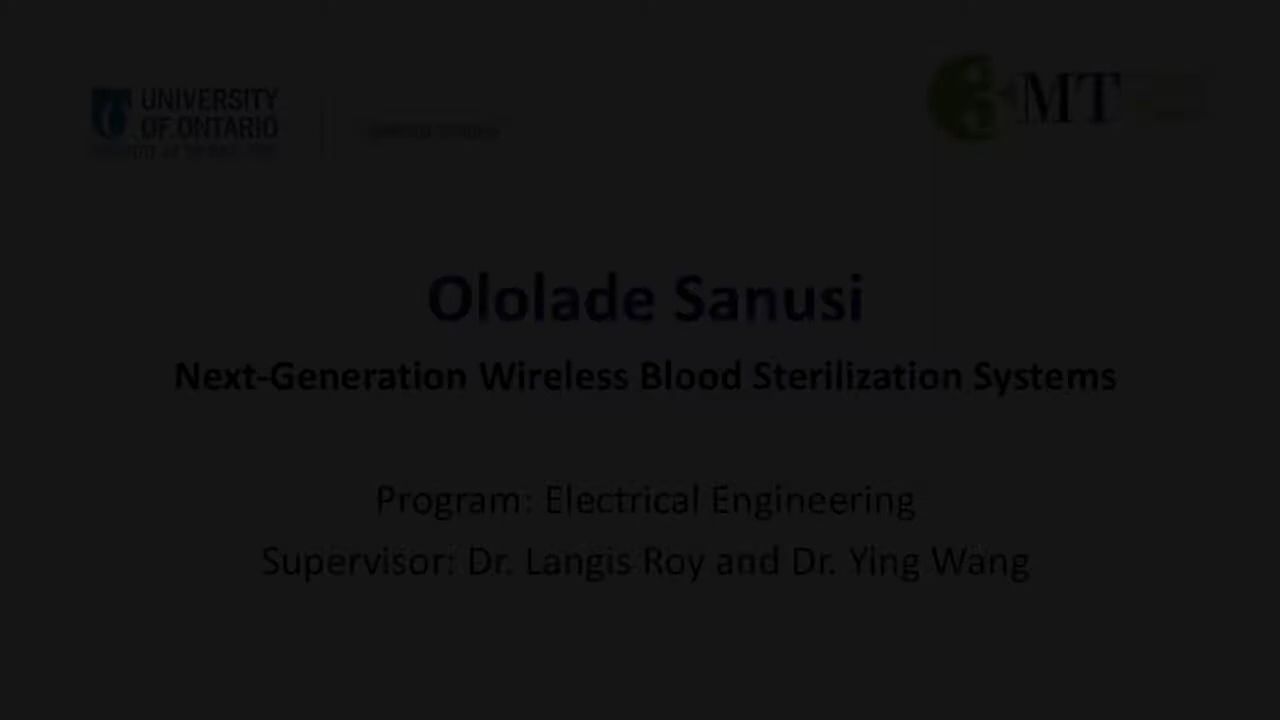 UNIVERSITY
OF ONTARIO
3MT
Ololade Sanusi
Next-Generation Wireless Blood Sterilization Systems
Program: Electrical Engineering
Supervisor: Dr. Langis Roy and Dr. Ying Wang